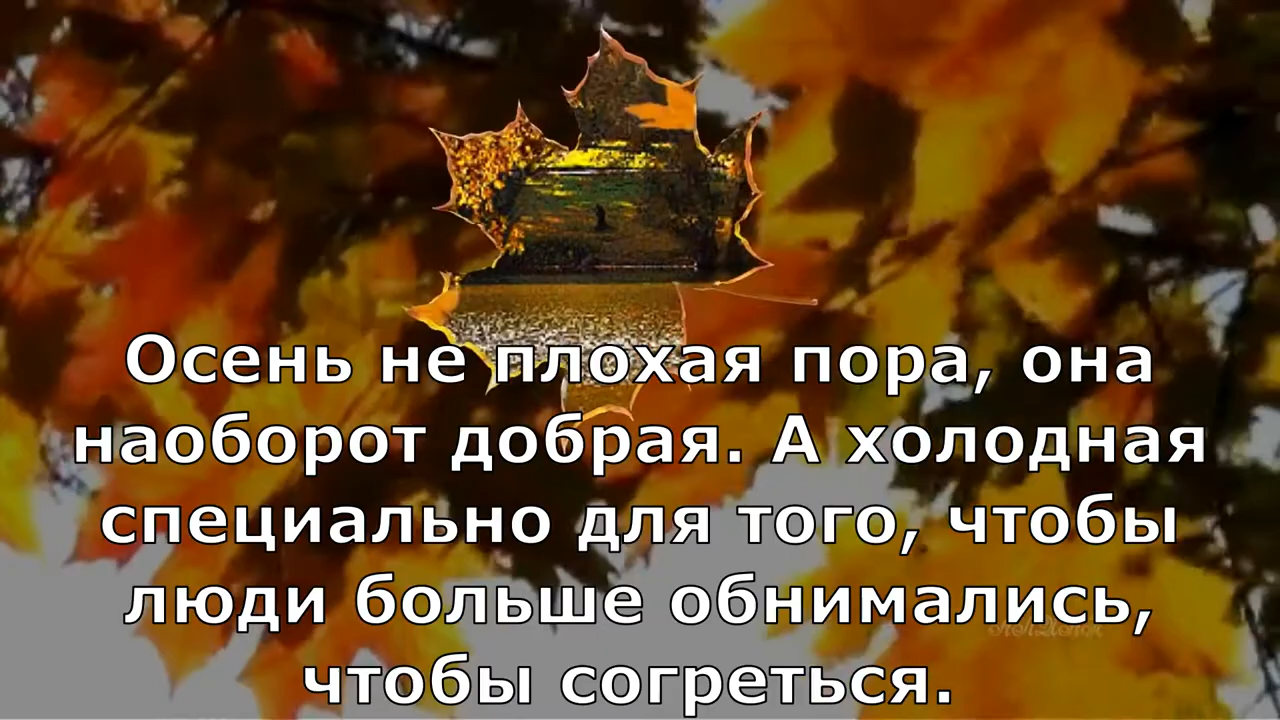 Осень не плохая пора, она
наоборот добрая. А холодная
специально для того, чтобы
люди больше обнимались,
чтобы согреться.